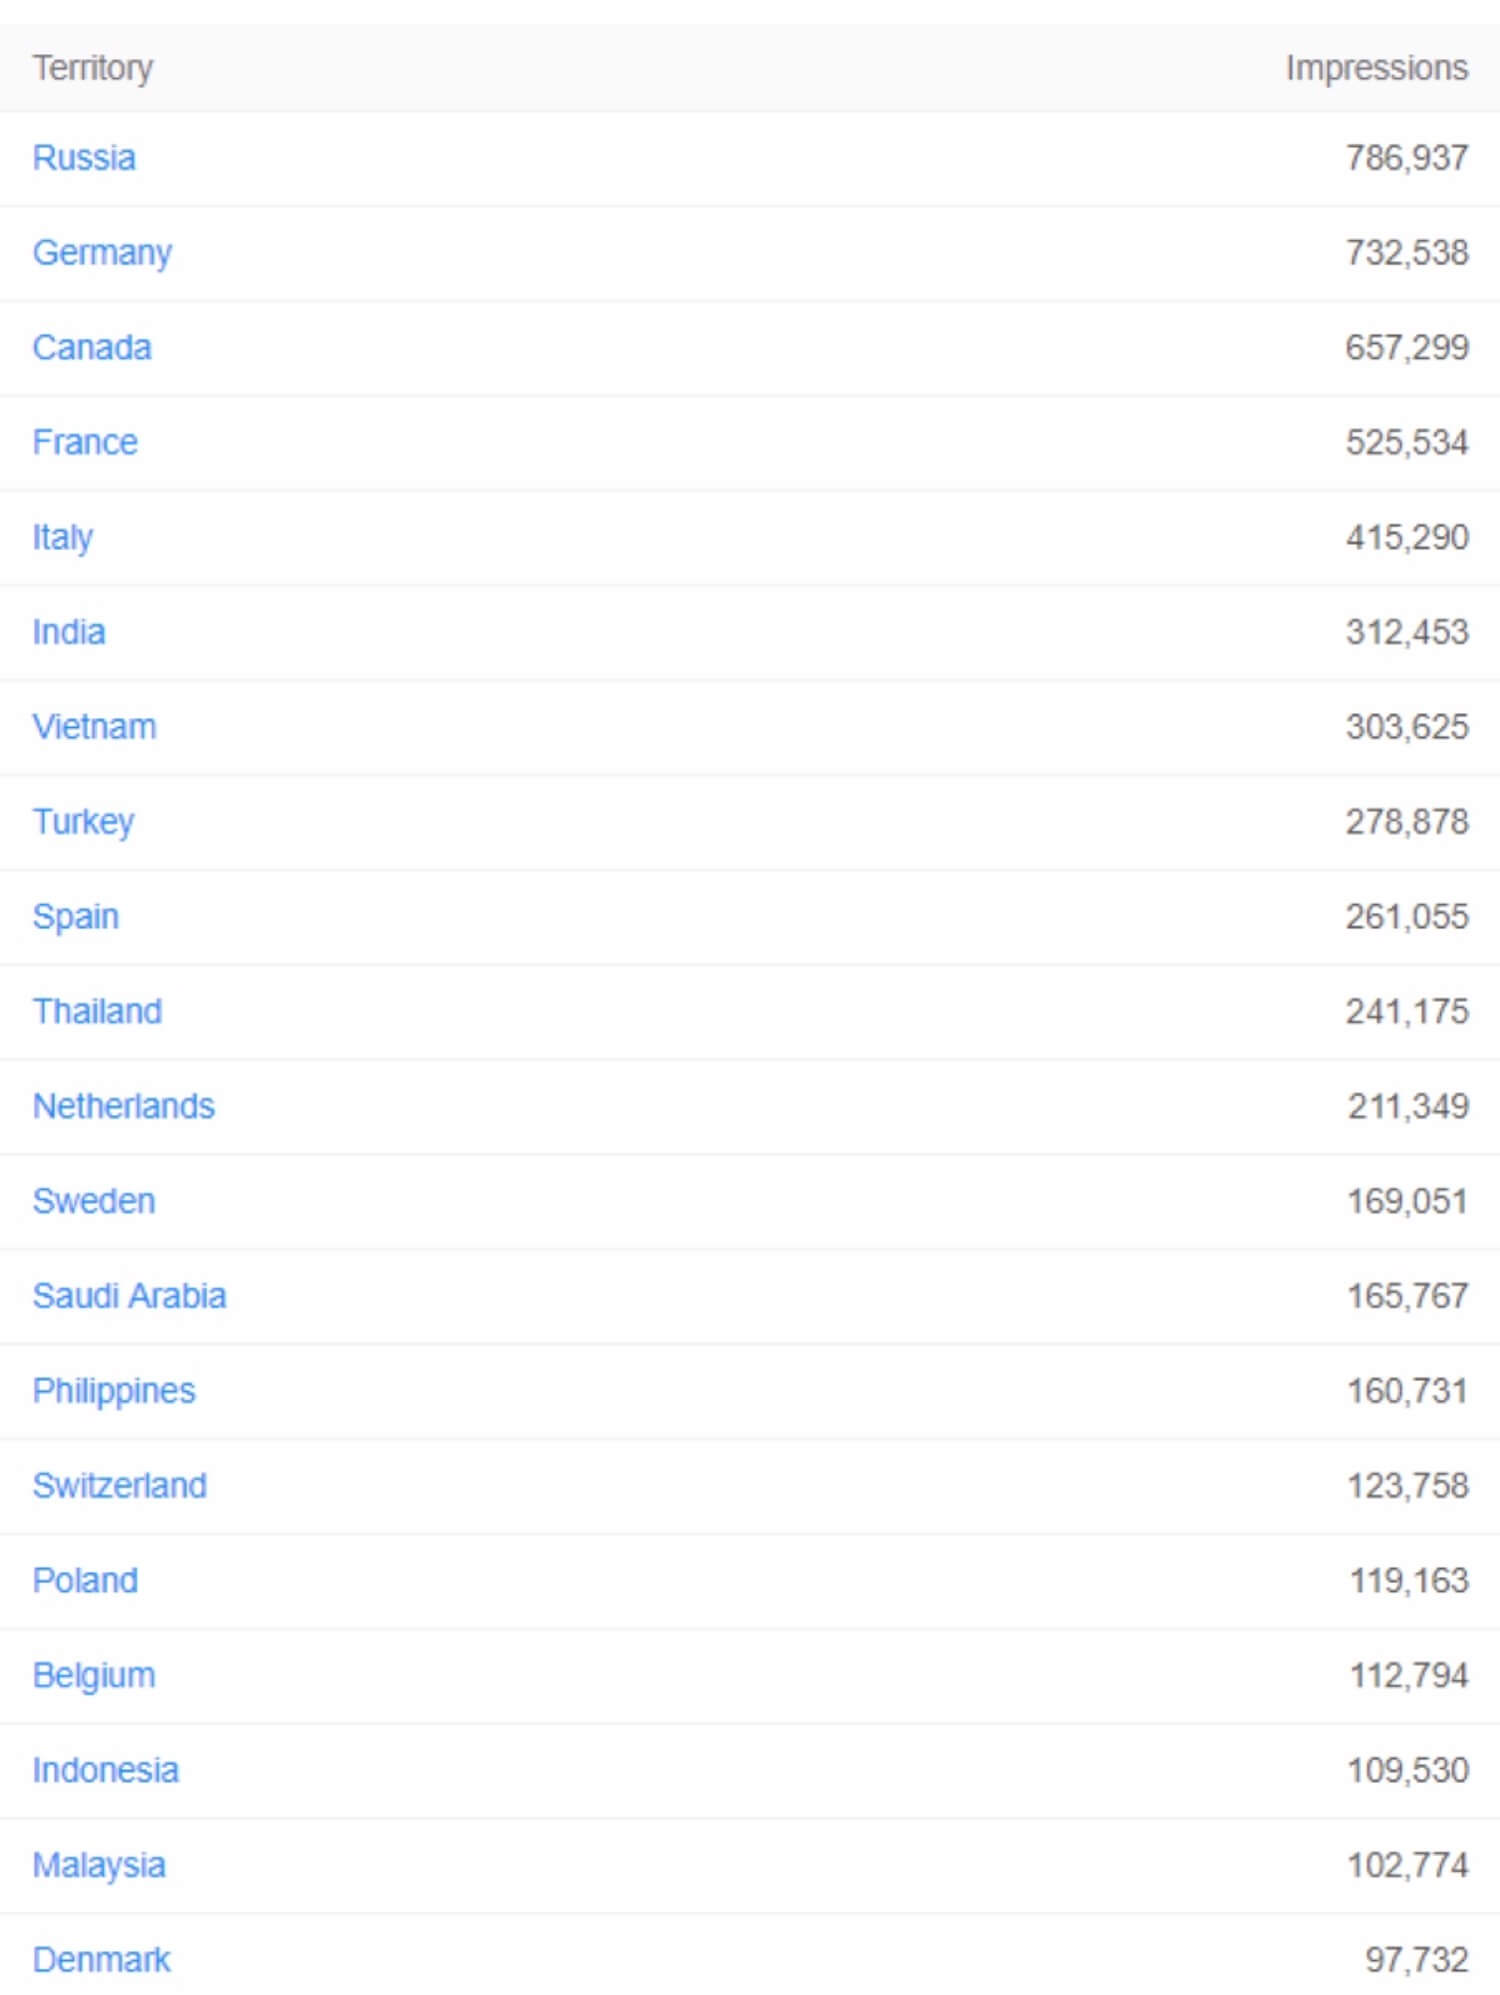 Territory Impressions
Russia 786,937
Germany 732,538
Canada 657,299
France 525,534
Italy 415,290
India 312,453
Vietnam 303,625
Turkey 278,878
Spain 261,055
Thailand 241,175
Netherlands 211,349
Sweden 169,051
Saudi Arabia 165,767
Philippines 160,731
Switzerland 123,758
Poland 119,163
Belgium 112,794
Indonesia 109,530
Malaysia 102,774
Denmark 97,732